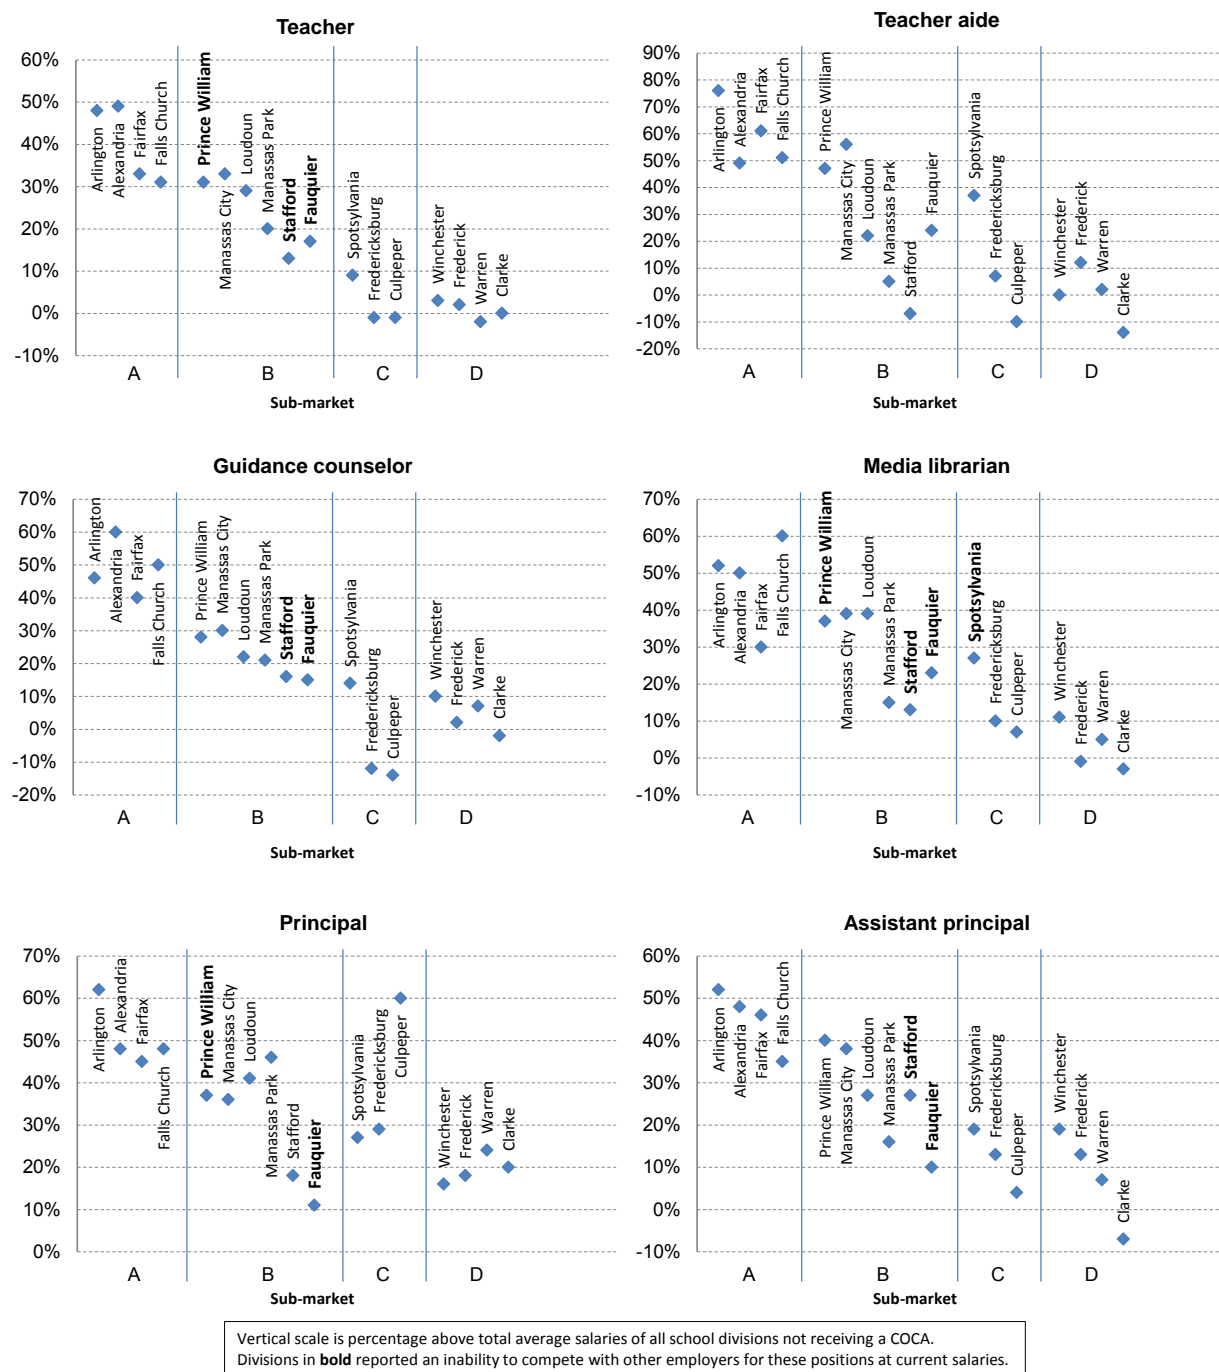 Teacher
60%
50%
40%
30%
20%
10%
0%
-10%
Arlington
Alexandria
Fairfax
Falls Church
Prince William
Manassas City
Loudoun
Manassas Park
Stafford
Fauquier
Spotsylvania
Fredericksburg
Culpeper
Winchester
Frederick
Warren
Clarke
A B C D
Sub-market
Teacher aide
90%
80%
70%
60%
50%
40%
30%
20%
10%
0%
-10%
-20%
Arlington
Alexandria
Fairfax
Falls Church
Prince William
Manassas City
Loudoun
Manassas Park
Stafford
Fauquier
Spotsylvania
Fredericksburg
Culpeper
Winchester
Frederick
Warren
Clarke
A B C D
Sub-market
Guidance counselor
70%
60%
50%
40%
30%
20%
10%
0%
-10%
-20%
Arlington
Alexandria
Fairfax
Falls Church
Prince William
Manassas City
Loudoun
Manassas Park
Stafford
Fauquier
Spotsylvania
Fredericksburg
Culpeper
Winchester
Frederick
Warren
Clarke
A B C D
Sub-market
Media librarian
70%
60%
50%
40%
30%
20%
10%
0%
-10%
Arlington
Alexandria
Fairfax
Falls Church
Prince William
Manassas City
Loudoun
Manassas Park
Stafford
Fauquier
Spotsylvania
Fredericksburg
Culpeper
Winchester
Frederick
Warren
Clarke
A B C D
Sub-market
Principal
70%
60%
50%
40%
30%
20%
10%
0%
Arlington
Alexandria
Fairfax
Falls Church
Prince William
Manassas City
Loudoun
Manassas Park
Stafford
Fauquier
Spotsylvania
Fredericksburg
Culpeper
Winchester
Frederick
Warren
Clarke
A B C D
Sub-market
Assistant principal
60%
50%
40%
30%
20%
10%
0%
-10%
Arlington
Alexandria
Fairfax
Falls Church
Prince William
Manassas City
Loudoun
Manassas Park
Stafford
Fauquier
Spotsylvania
Fredericksburg
Culpeper
Winchester
Frederick
Warren
Clarke
A B C D
Sub-market
Vertical scale is percentage above total average salaries of all school divisions not receiving a COCA.
Divisions in bold reported an inability to compete with other employers for these positions at current salaries.